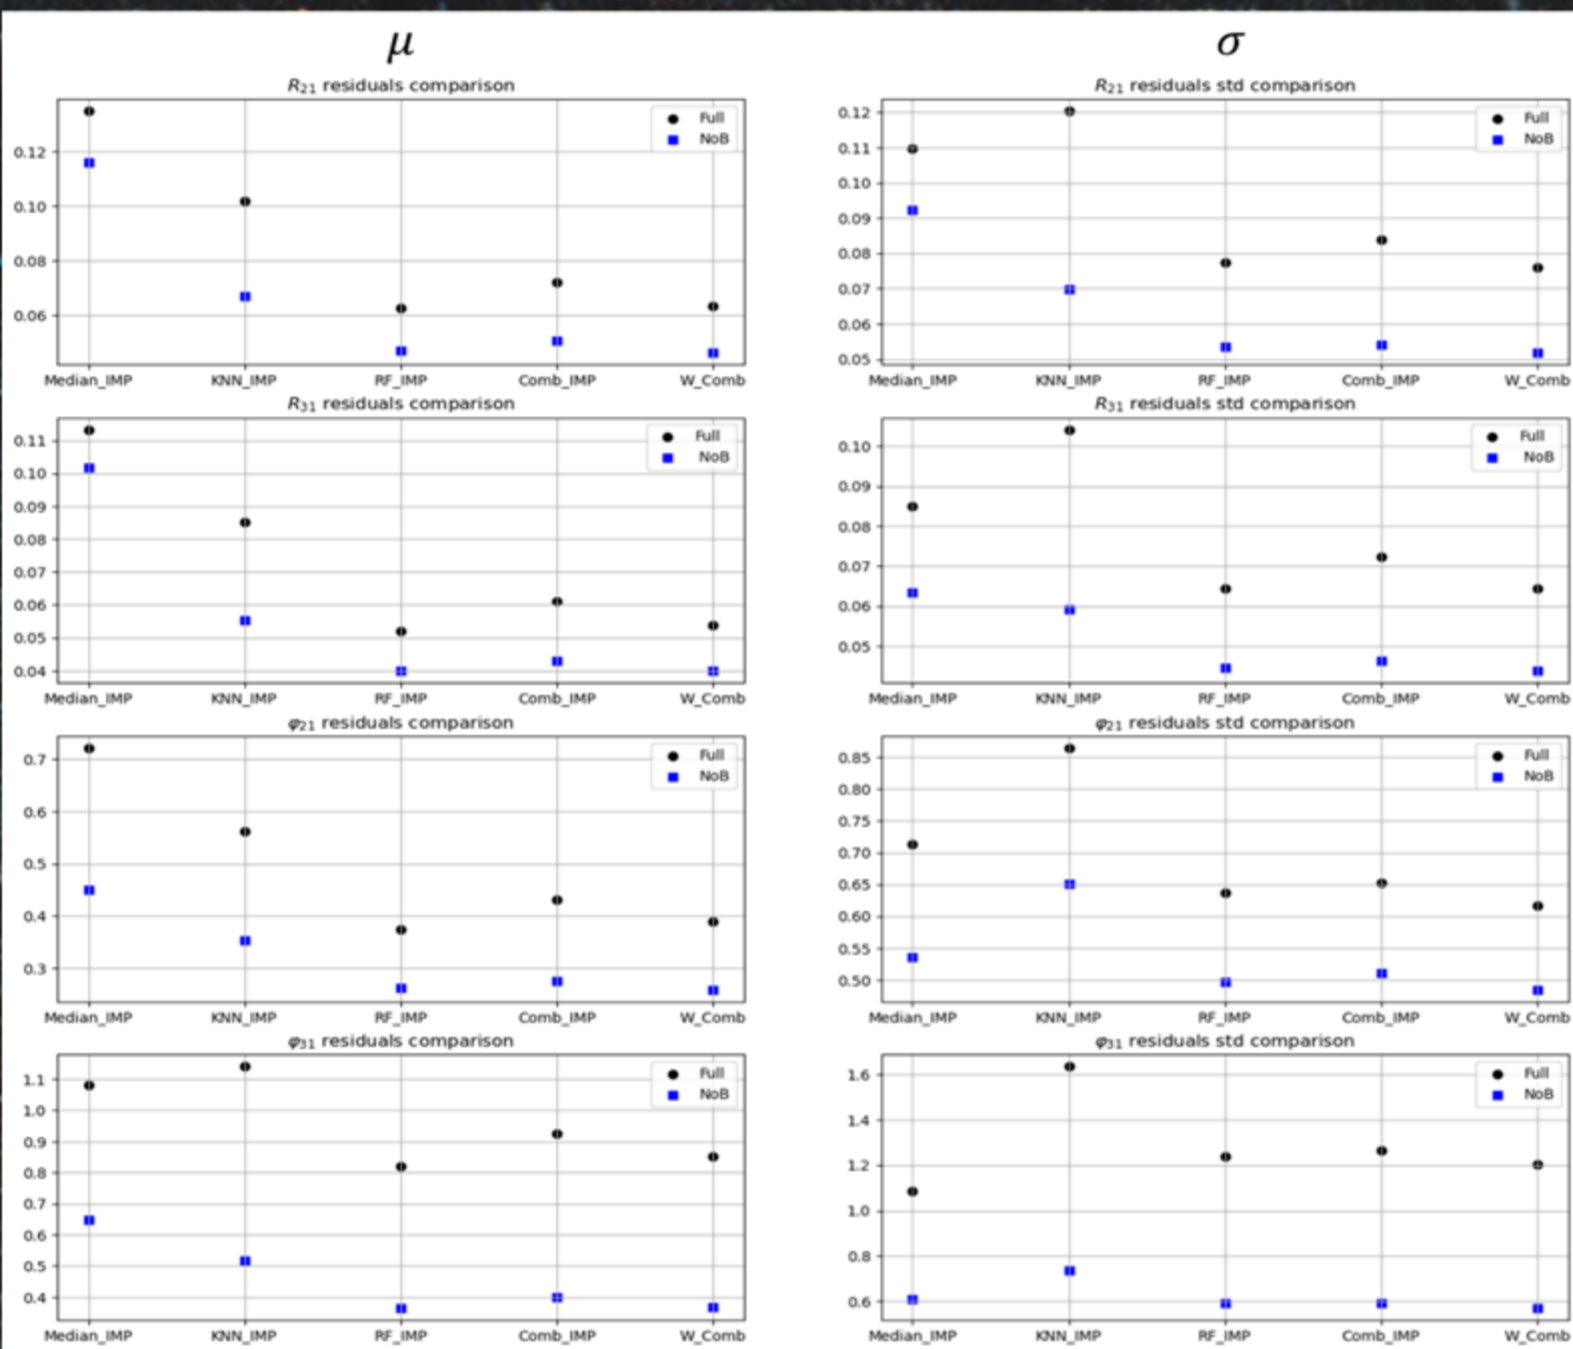 μ
σ
R₂₁ residuals comparison
Full
NoB
0.12
0.10
0.08
0.06
Median_IMP KNN_IMP RF_IMP Comb_IMP W_Comb
R₂₁ residuals std comparison
Full
NoB
0.12
0.11
0.10
0.09
0.08
0.07
0.06
0.05
Median_IMP KNN_IMP RF_IMP Comb_IMP W_Comb
R₃₁ residuals comparison
Full
NoB
0.11
0.10
0.09
0.08
0.07
0.06
0.05
0.04
Median_IMP KNN_IMP RF_IMP Comb_IMP W_Comb
R₃₁ residuals std comparison
Full
NoB
0.10
0.09
0.08
0.07
0.06
0.05
Median_IMP KNN_IMP RF_IMP Comb_IMP W_Comb
φ₂₁ residuals comparison
Full
NoB
0.7
0.6
0.5
0.4
0.3
Median_IMP KNN_IMP RF_IMP Comb_IMP W_Comb
φ₂₁ residuals std comparison
Full
NoB
0.85
0.80
0.75
0.70
0.65
0.60
0.55
0.50
Median_IMP KNN_IMP RF_IMP Comb_IMP W_Comb
φ₃₁ residuals comparison
Full
NoB
1.1
1.0
0.9
0.8
0.7
0.6
0.5
0.4
Median_IMP KNN_IMP RF_IMP Comb_IMP W_Comb
φ₃₁ residuals std comparison
Full
NoB
1.6
1.4
1.2
1.0
0.8
0.6
Median_IMP KNN_IMP RF_IMP Comb_IMP W_Comb